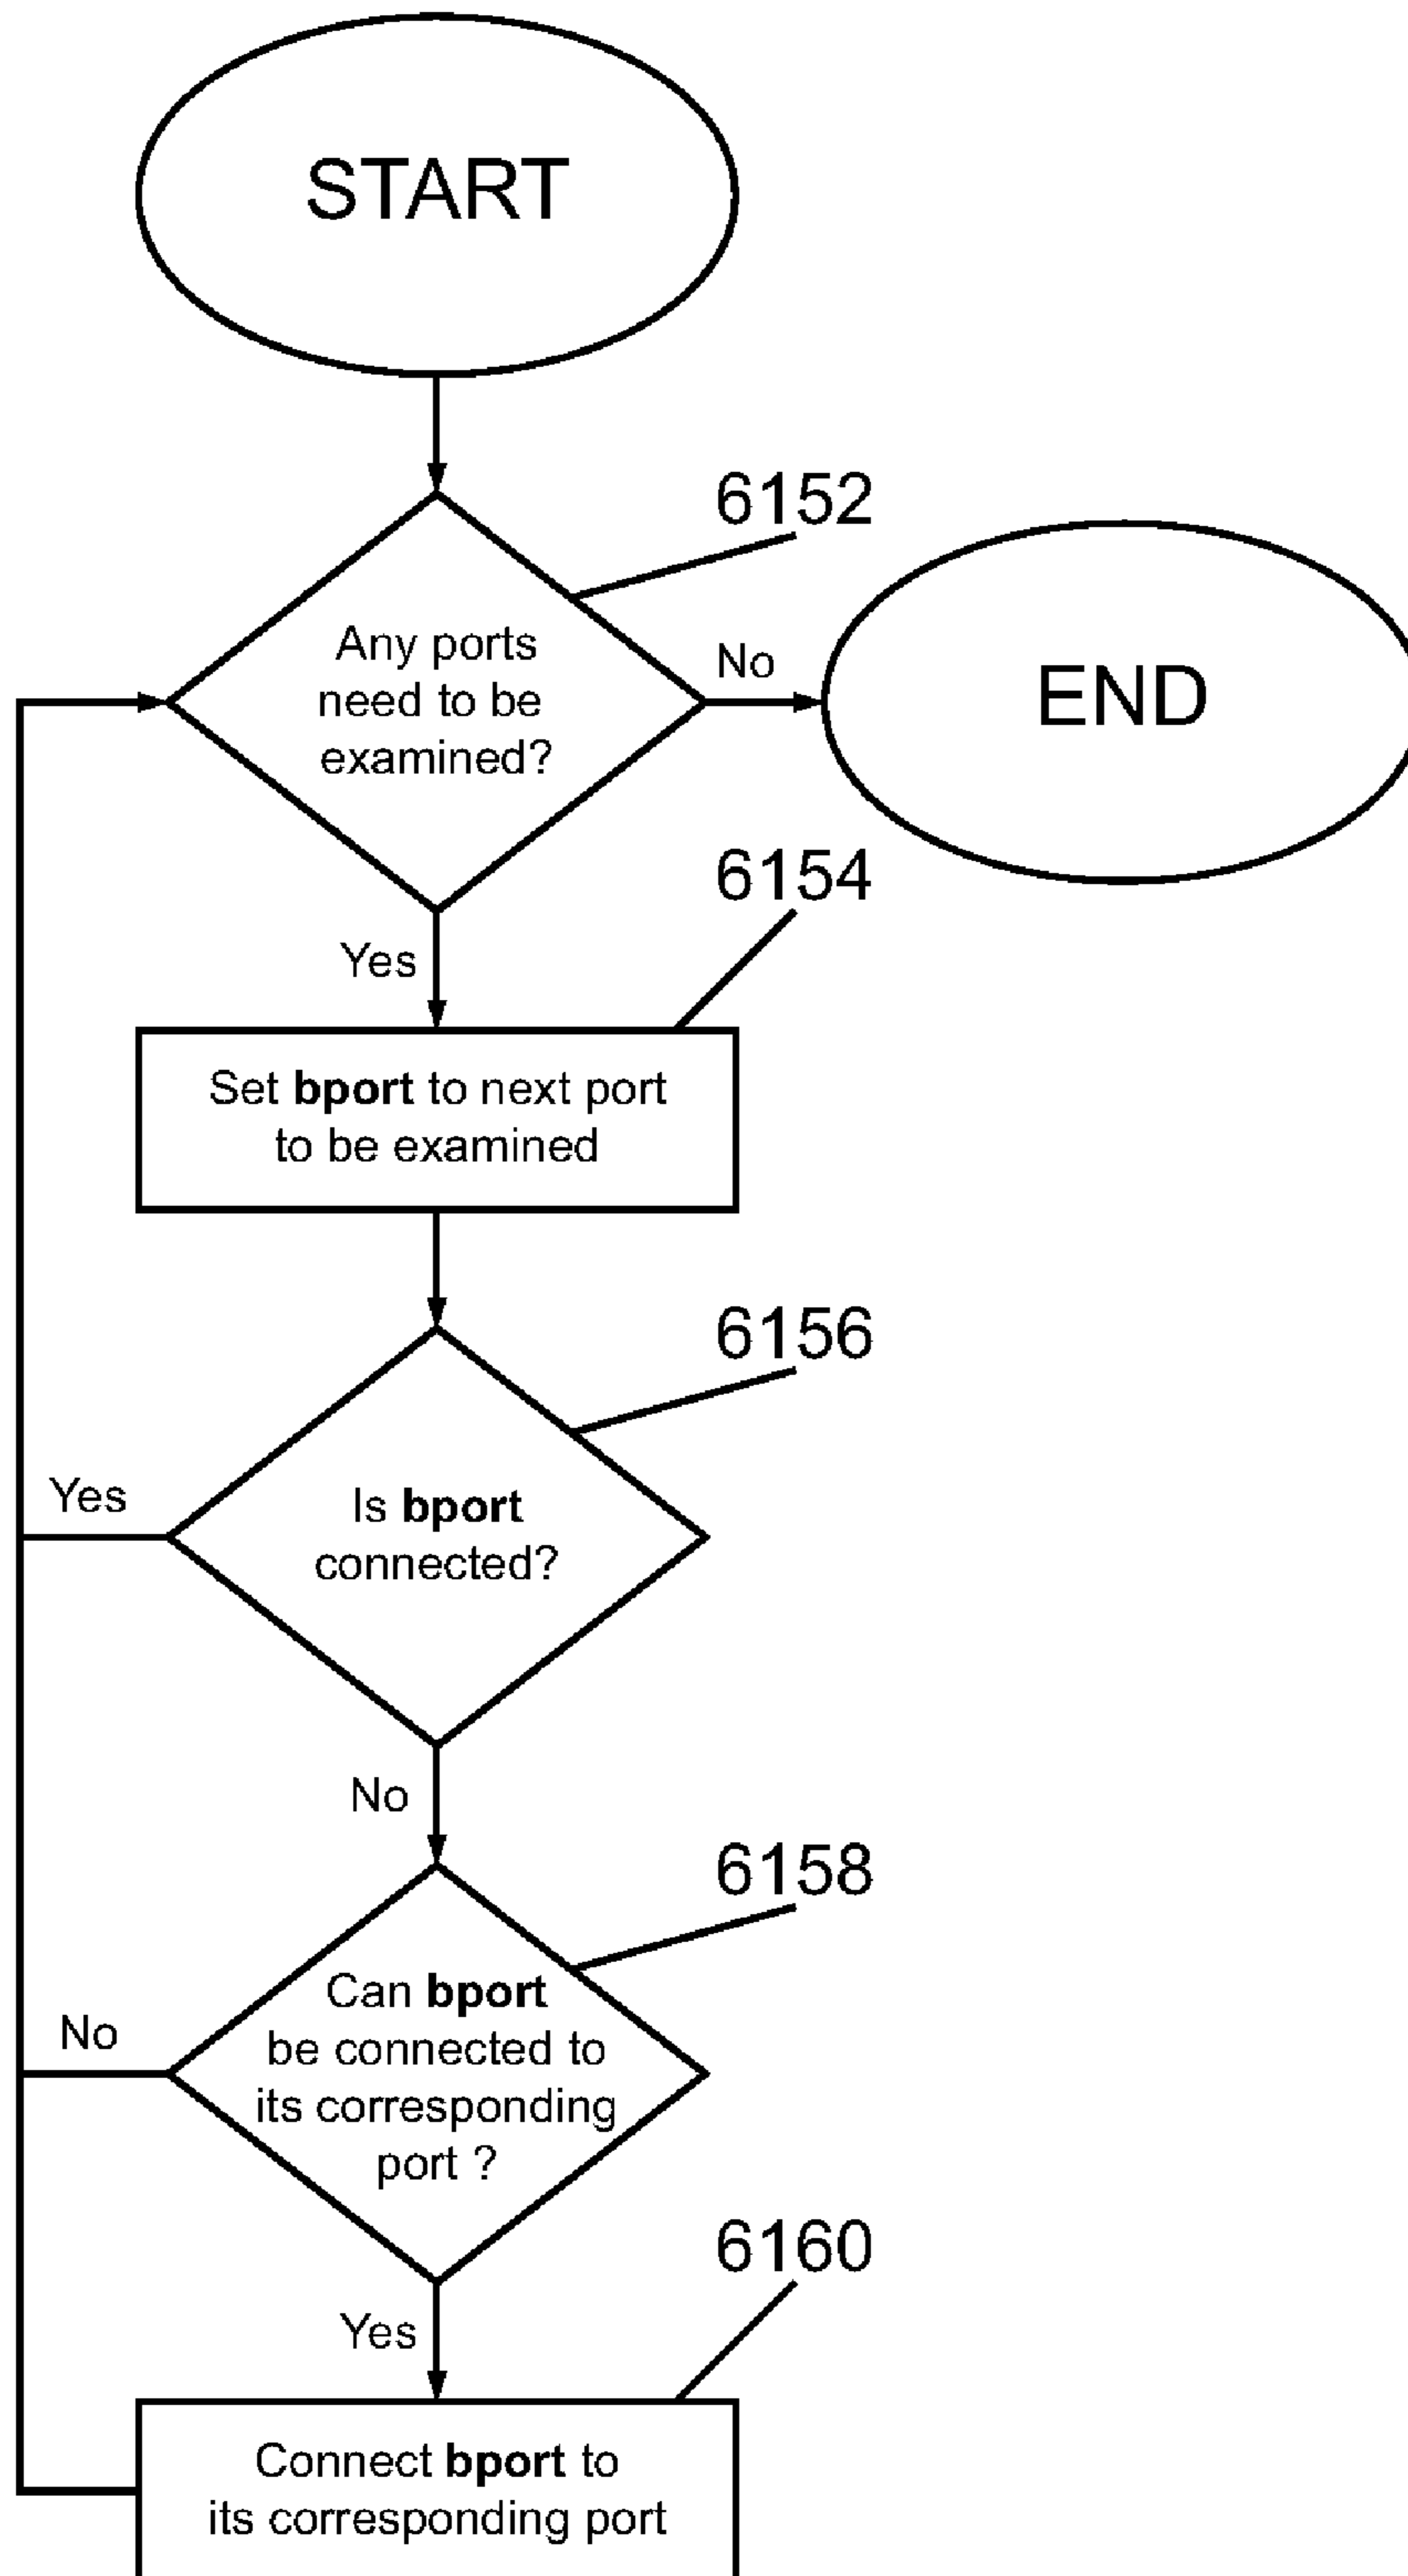 START
6152
Any ports
need to be
examined?
No
END
6154
Yes
Set bport to next port
to be examined
6156
Yes
Is bport
connected?
No
6158
No
Can bport
be connected to
its corresponding
port ?
6160
Yes
Connect bport to
its corresponding port